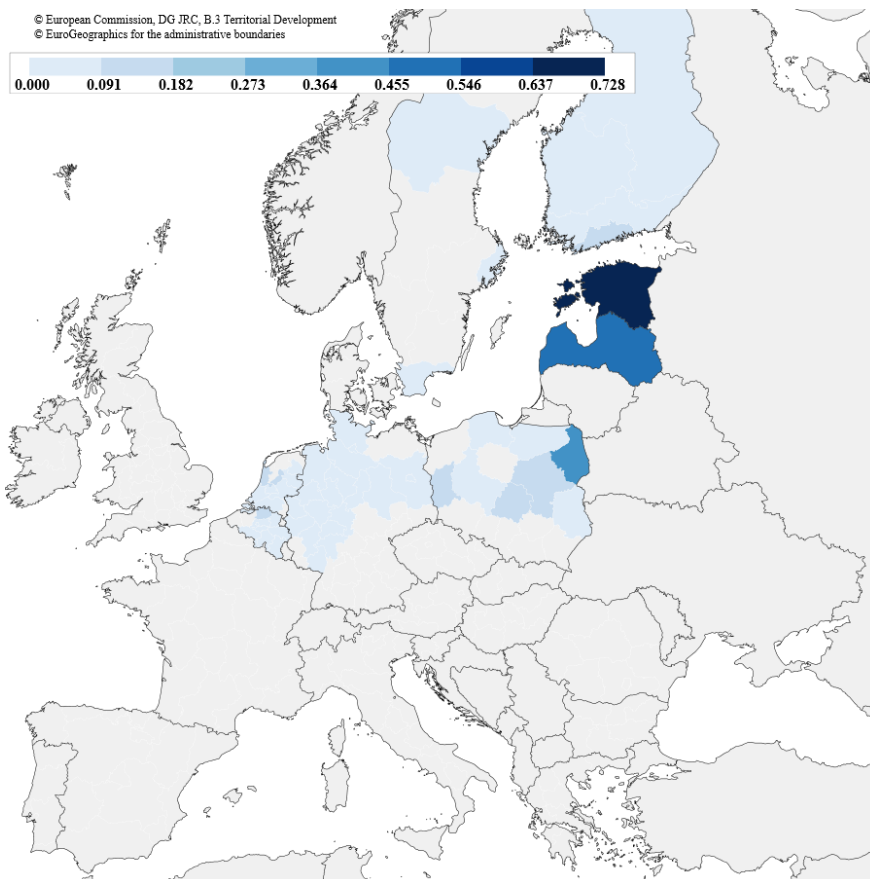 © European Commission, DG JRC, B.3 Territorial Development
© EuroGeographics for the administrative boundaries
0.000 0.091 0.182 0.273 0.364 0.455 0.546 0.637 0.728